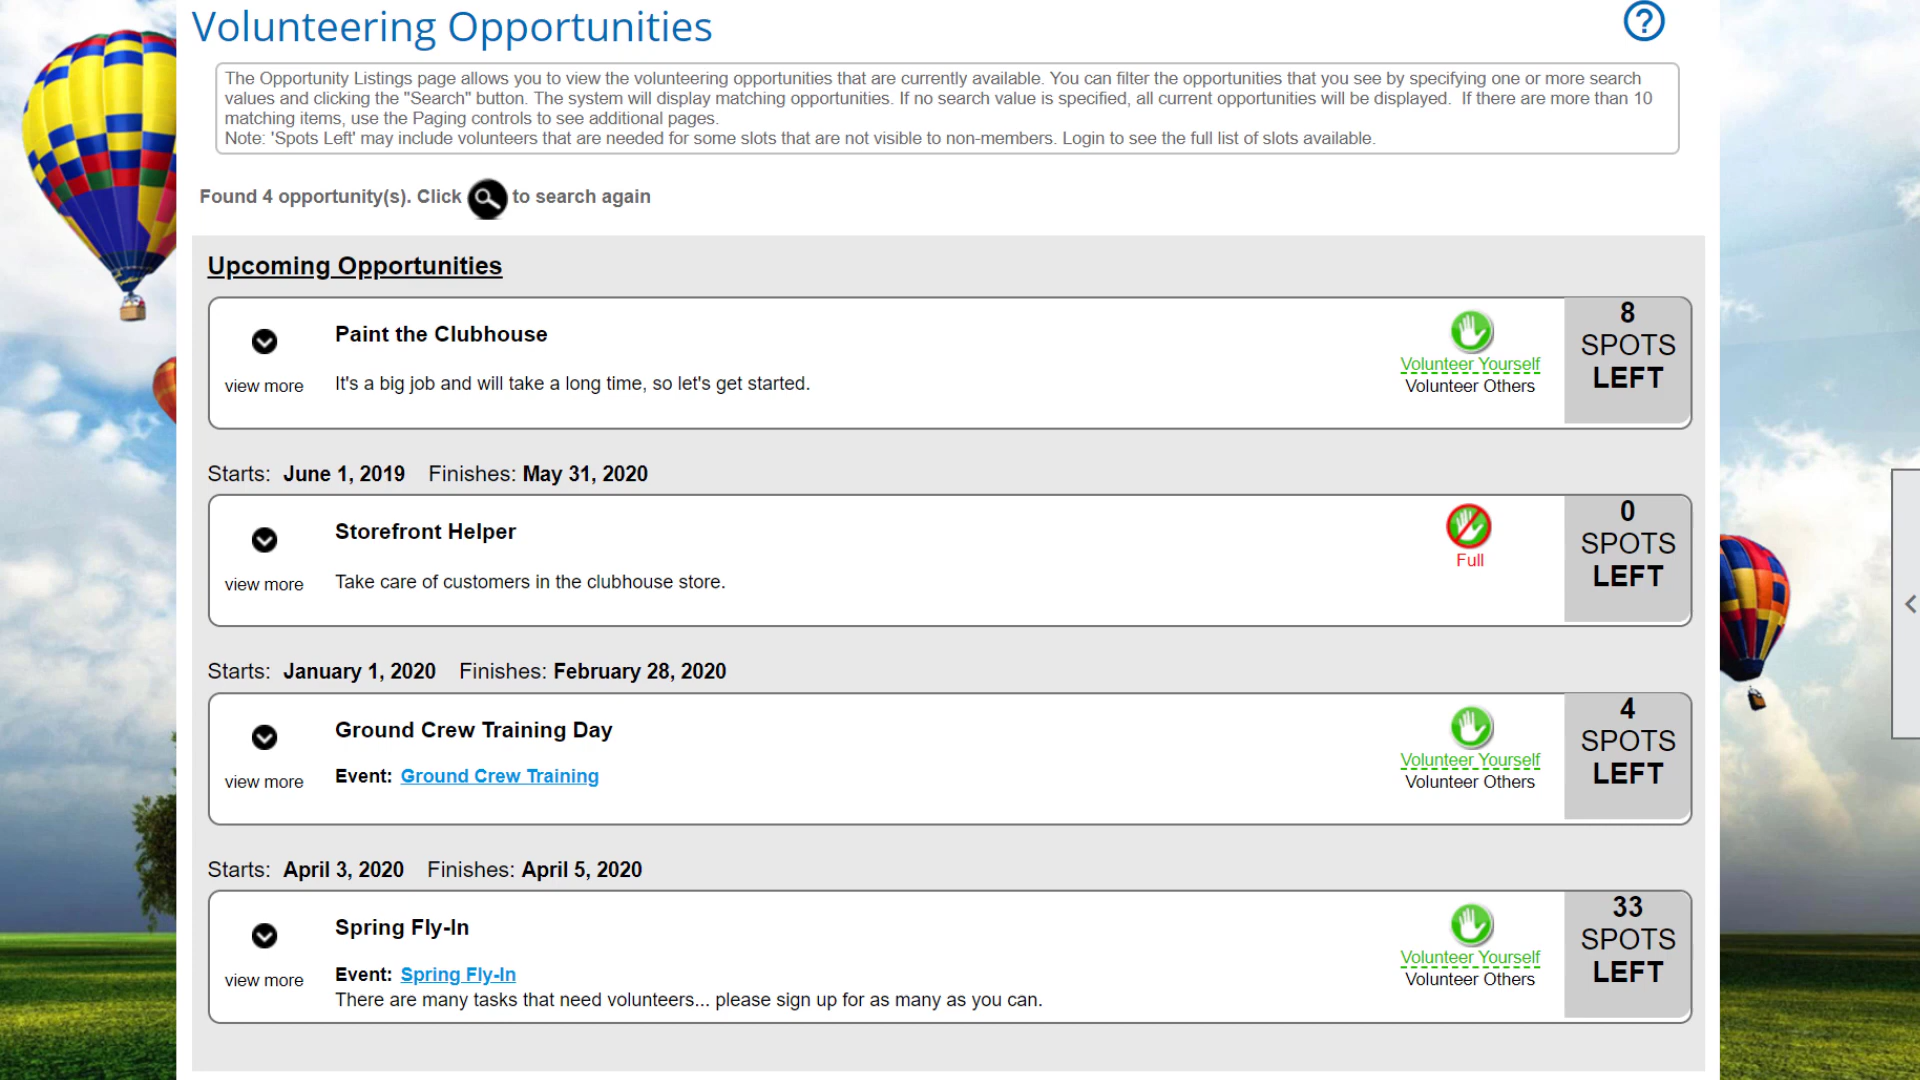 Volunteering Opportunities
The Opportunity Listings page allows you to view the volunteering opportunities that are currently available. You can filter the opportunities that you see by specifying one or more search
values and clicking the "Search" button. The system will display matching opportunities. If no search value is specified, all current opportunities will be displayed.  If there are more than 10
matching items, use the Paging controls to see additional pages.
Note: 'Spots Left' may include volunteers that are needed for some slots that are not visible to non-members. Login to see the full list of slots available.
Found 4 opportunity(s). Click to search again
Upcoming Opportunities
Paint the Clubhouse
view more
It's a big job and will take a long time, so let's get started.
Volunteer Yourself
Volunteer Others
8
SPOTS
LEFT
Starts: June 1, 2019 Finishes: May 31, 2020
Storefront Helper
view more
Take care of customers in the clubhouse store.
Full
0
SPOTS
LEFT
Starts: January 1, 2020 Finishes: February 28, 2020
Ground Crew Training Day
view more
Event: Ground Crew Training
Volunteer Yourself
Volunteer Others
4
SPOTS
LEFT
Starts: April 3, 2020 Finishes: April 5, 2020
Spring Fly-In
view more
Event: Spring Fly-In
There are many tasks that need volunteers... please sign up for as many as you can.
Volunteer Yourself
Volunteer Others
33
SPOTS
LEFT